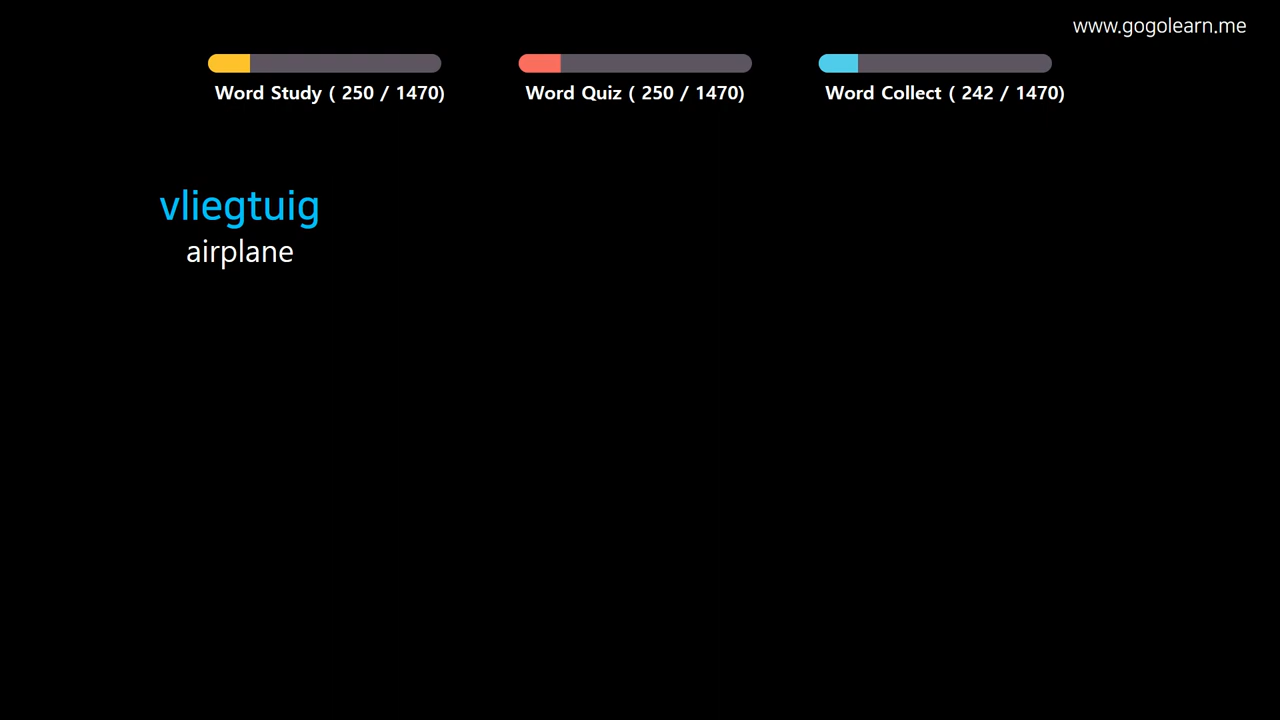 www.gogolearn.me
Word Study ( 250 / 1470)
Word Quiz ( 250 / 1470)
Word Collect ( 242 / 1470)
vliegtuig
airplane